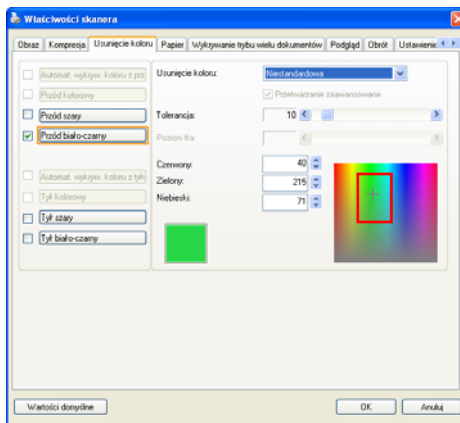 Właściwości skanera
Obraz Kompresja Usunięcie koloru Papier Wykrywanie trybu wielu dokumentów Podgląd Obrót Ustawienie
Automat. wykryw. koloru z prz
Przód kolorowy
Przód szary
Przód biało-czarny
Automat. wykryw. koloru z tyłu
Tył kolorowy
Tył szary
Tył biało-czarny
Usunięcie koloru: Niestandardowa
Przetwarzanie zaawansowane
Tolerancja: 10
Poziom tła:
Czerwony: 40
Zielony: 215
Niebieski: 71
Wartości domyślne OK Anuluj